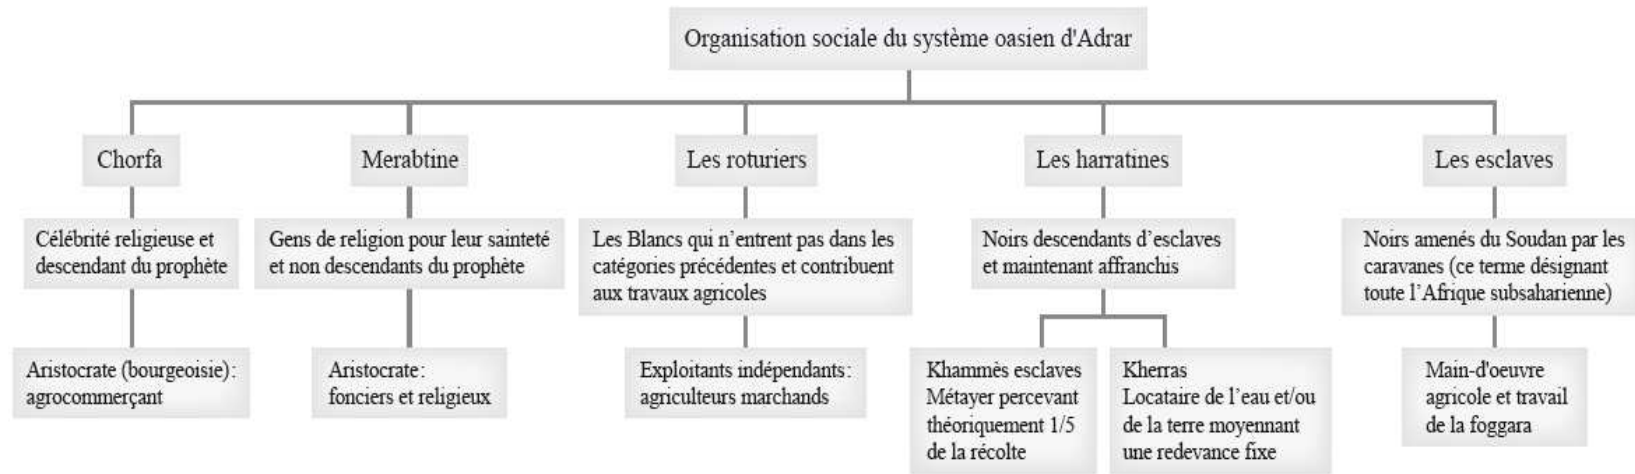 Organisation sociale du système oasien d'Adrar
Chorfa
Merabtine
Les roturiers
Les harratines
Les esclaves
Célébrité religieuse et
descendant du prophète
Gens de religion pour leur sainteté
et non descendants du prophète
Les Blancs qui n’entrent pas dans les
catégories précédentes et contribuent
aux travaux agricoles
Noirs descendants d’esclaves
et maintenant affranchis
Noirs amenés du Soudan par les
caravanes (ce terme désignant
toute l’Afrique subsaharienne)
Aristocrate (bourgeoisie):
agrocommerçant
Aristocrate:
fonciers et religieux
Exploitants indépendants:
agriculteurs marchands
Khammès esclaves
Métayer percevant
théoriquement 1/5
de la récolte
Kherras
Locataire de l’eau et/ou
de la terre moyennant
une redevance fixe
Main-d'oeuvre
agricole et travail
de la foggara